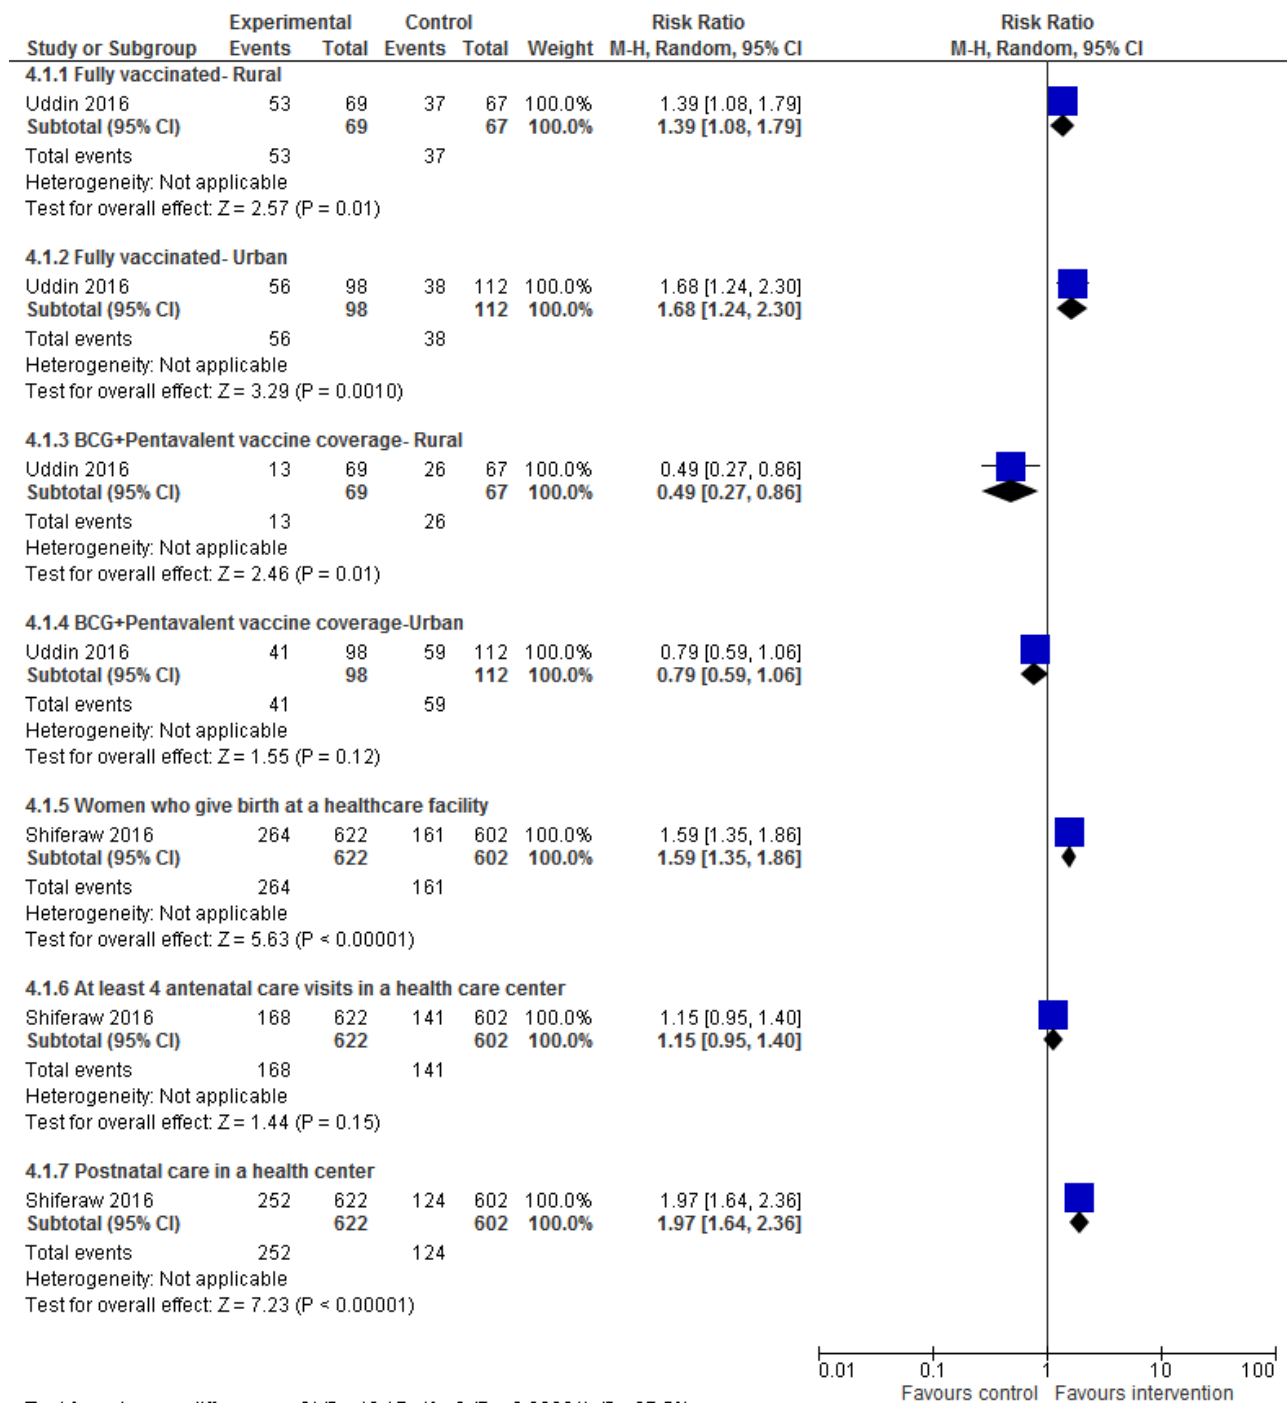 Experimental Control Risk Ratio Risk Ratio
Study or Subgroup Events Total Events Total Weight M-H, Random, 95% CI M-H, Random, 95% CI
4.1.1 Fully vaccinated- Rural
Uddin 2016 53 69 37 67 100.0% 1.39 [1.08, 1.79]
Subtotal (95% CI) 69 67 100.0% 1.39 [1.08, 1.79]
Total events 53 37
Heterogeneity: Not applicable
Test for overall effect: Z = 2.57 (P = 0.01)
4.1.2 Fully vaccinated- Urban
Uddin 2016 56 98 38 112 100.0% 1.68 [1.24, 2.30]
Subtotal (95% CI) 98 112 100.0% 1.68 [1.24, 2.30]
Total events 56 38
Heterogeneity: Not applicable
Test for overall effect: Z = 3.29 (P = 0.0010)
4.1.3 BCG+Pentavalent vaccine coverage- Rural
Uddin 2016 13 69 26 67 100.0% 0.49 [0.27, 0.86]
Subtotal (95% CI) 69 67 100.0% 0.49 [0.27, 0.86]
Total events 13 26
Heterogeneity: Not applicable
Test for overall effect: Z = 2.46 (P = 0.01)
4.1.4 BCG+Pentavalent vaccine coverage-Urban
Uddin 2016 41 98 59 112 100.0% 0.79 [0.59, 1.06]
Subtotal (95% CI) 98 112 100.0% 0.79 [0.59, 1.06]
Total events 41 59
Heterogeneity: Not applicable
Test for overall effect: Z = 1.55 (P = 0.12)
4.1.5 Women who give birth at a healthcare facility
Shiferaw 2016 264 622 161 602 100.0% 1.59 [1.35, 1.86]
Subtotal (95% CI) 622 602 100.0% 1.59 [1.35, 1.86]
Total events 264 161
Heterogeneity: Not applicable
Test for overall effect: Z = 5.63 (P < 0.00001)
4.1.6 At least 4 antenatal care visits in a health care center
Shiferaw 2016 168 622 141 602 100.0% 1.15 [0.95, 1.40]
Subtotal (95% CI) 622 602 100.0% 1.15 [0.95, 1.40]
Total events 168 141
Heterogeneity: Not applicable
Test for overall effect: Z = 1.44 (P = 0.15)
4.1.7 Postnatal care in a health center
Shiferaw 2016 252 622 124 602 100.0% 1.97 [1.64, 2.36]
Subtotal (95% CI) 622 602 100.0% 1.97 [1.64, 2.36]
Total events 252 124
Heterogeneity: Not applicable
Test for overall effect: Z = 7.23 (P < 0.00001)
0.01 0.1 1 10 100
Favours control Favours intervention